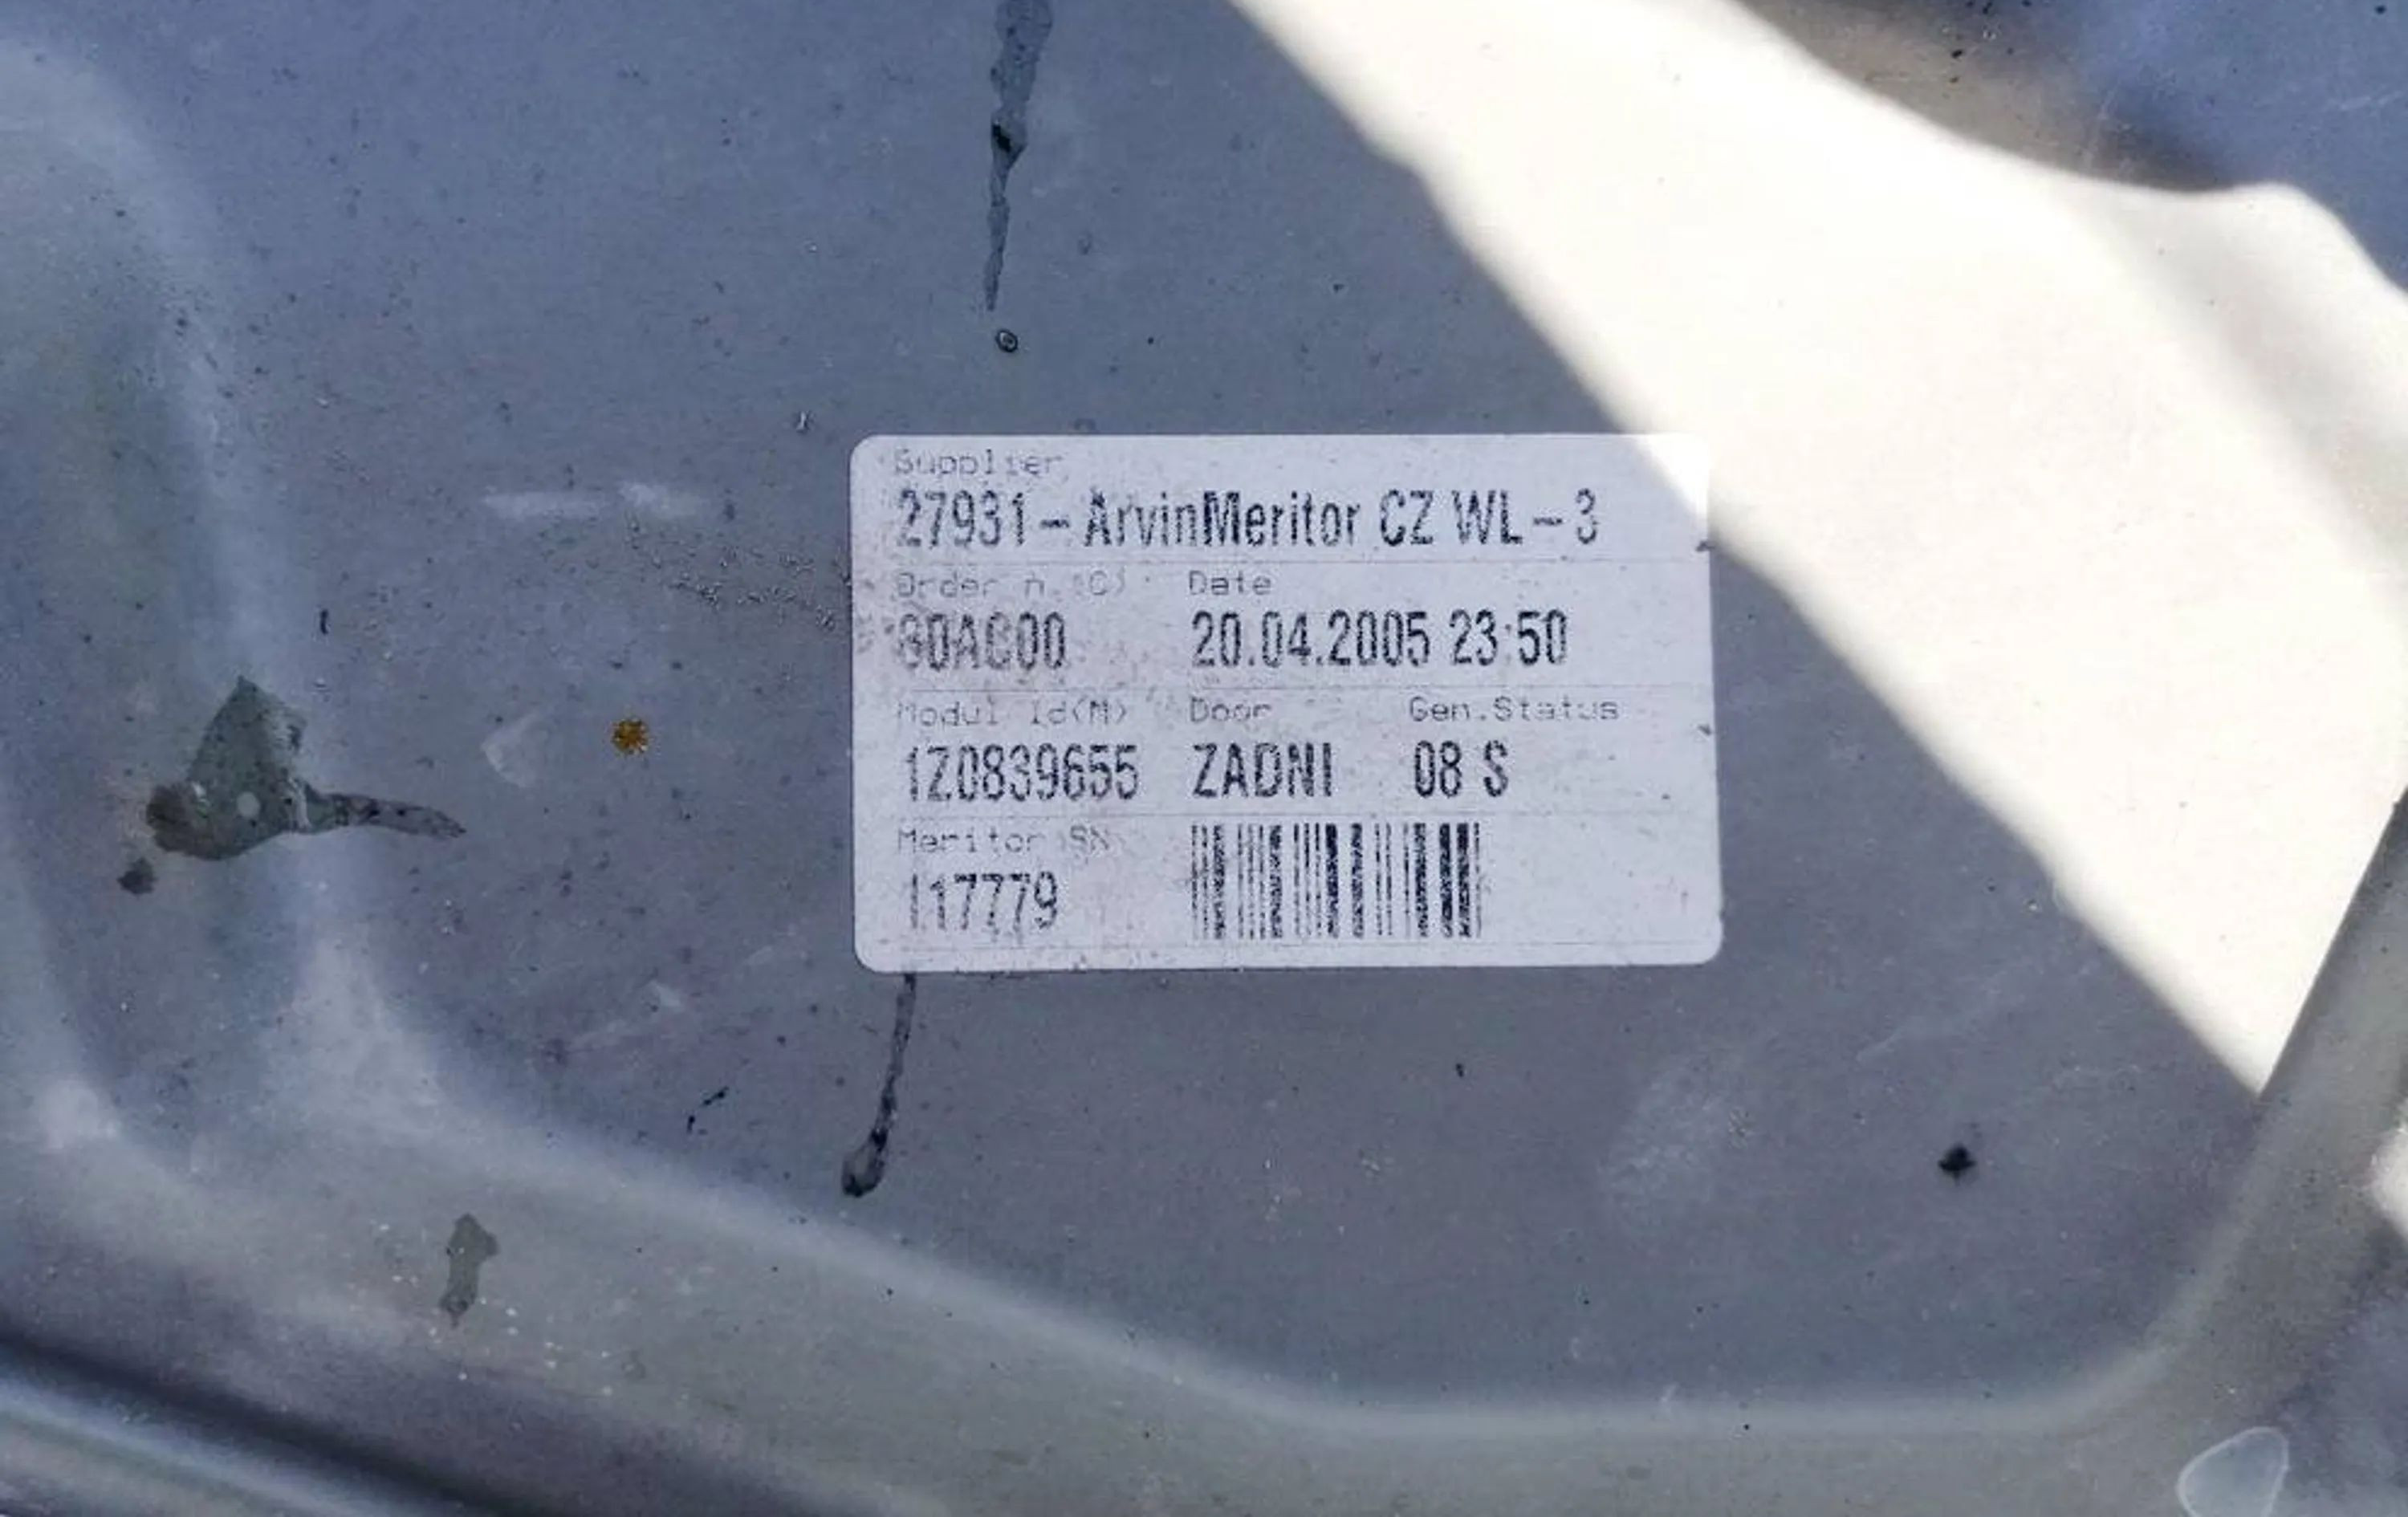 Supplier
27931- ArvinMeritor CZ WL-3
Order n.(C) Date
20.04.2005 23:50
Modul Id(M) Door Gen.Status
1Z0839655 ZADNI 08 S
Meritor SN
117779